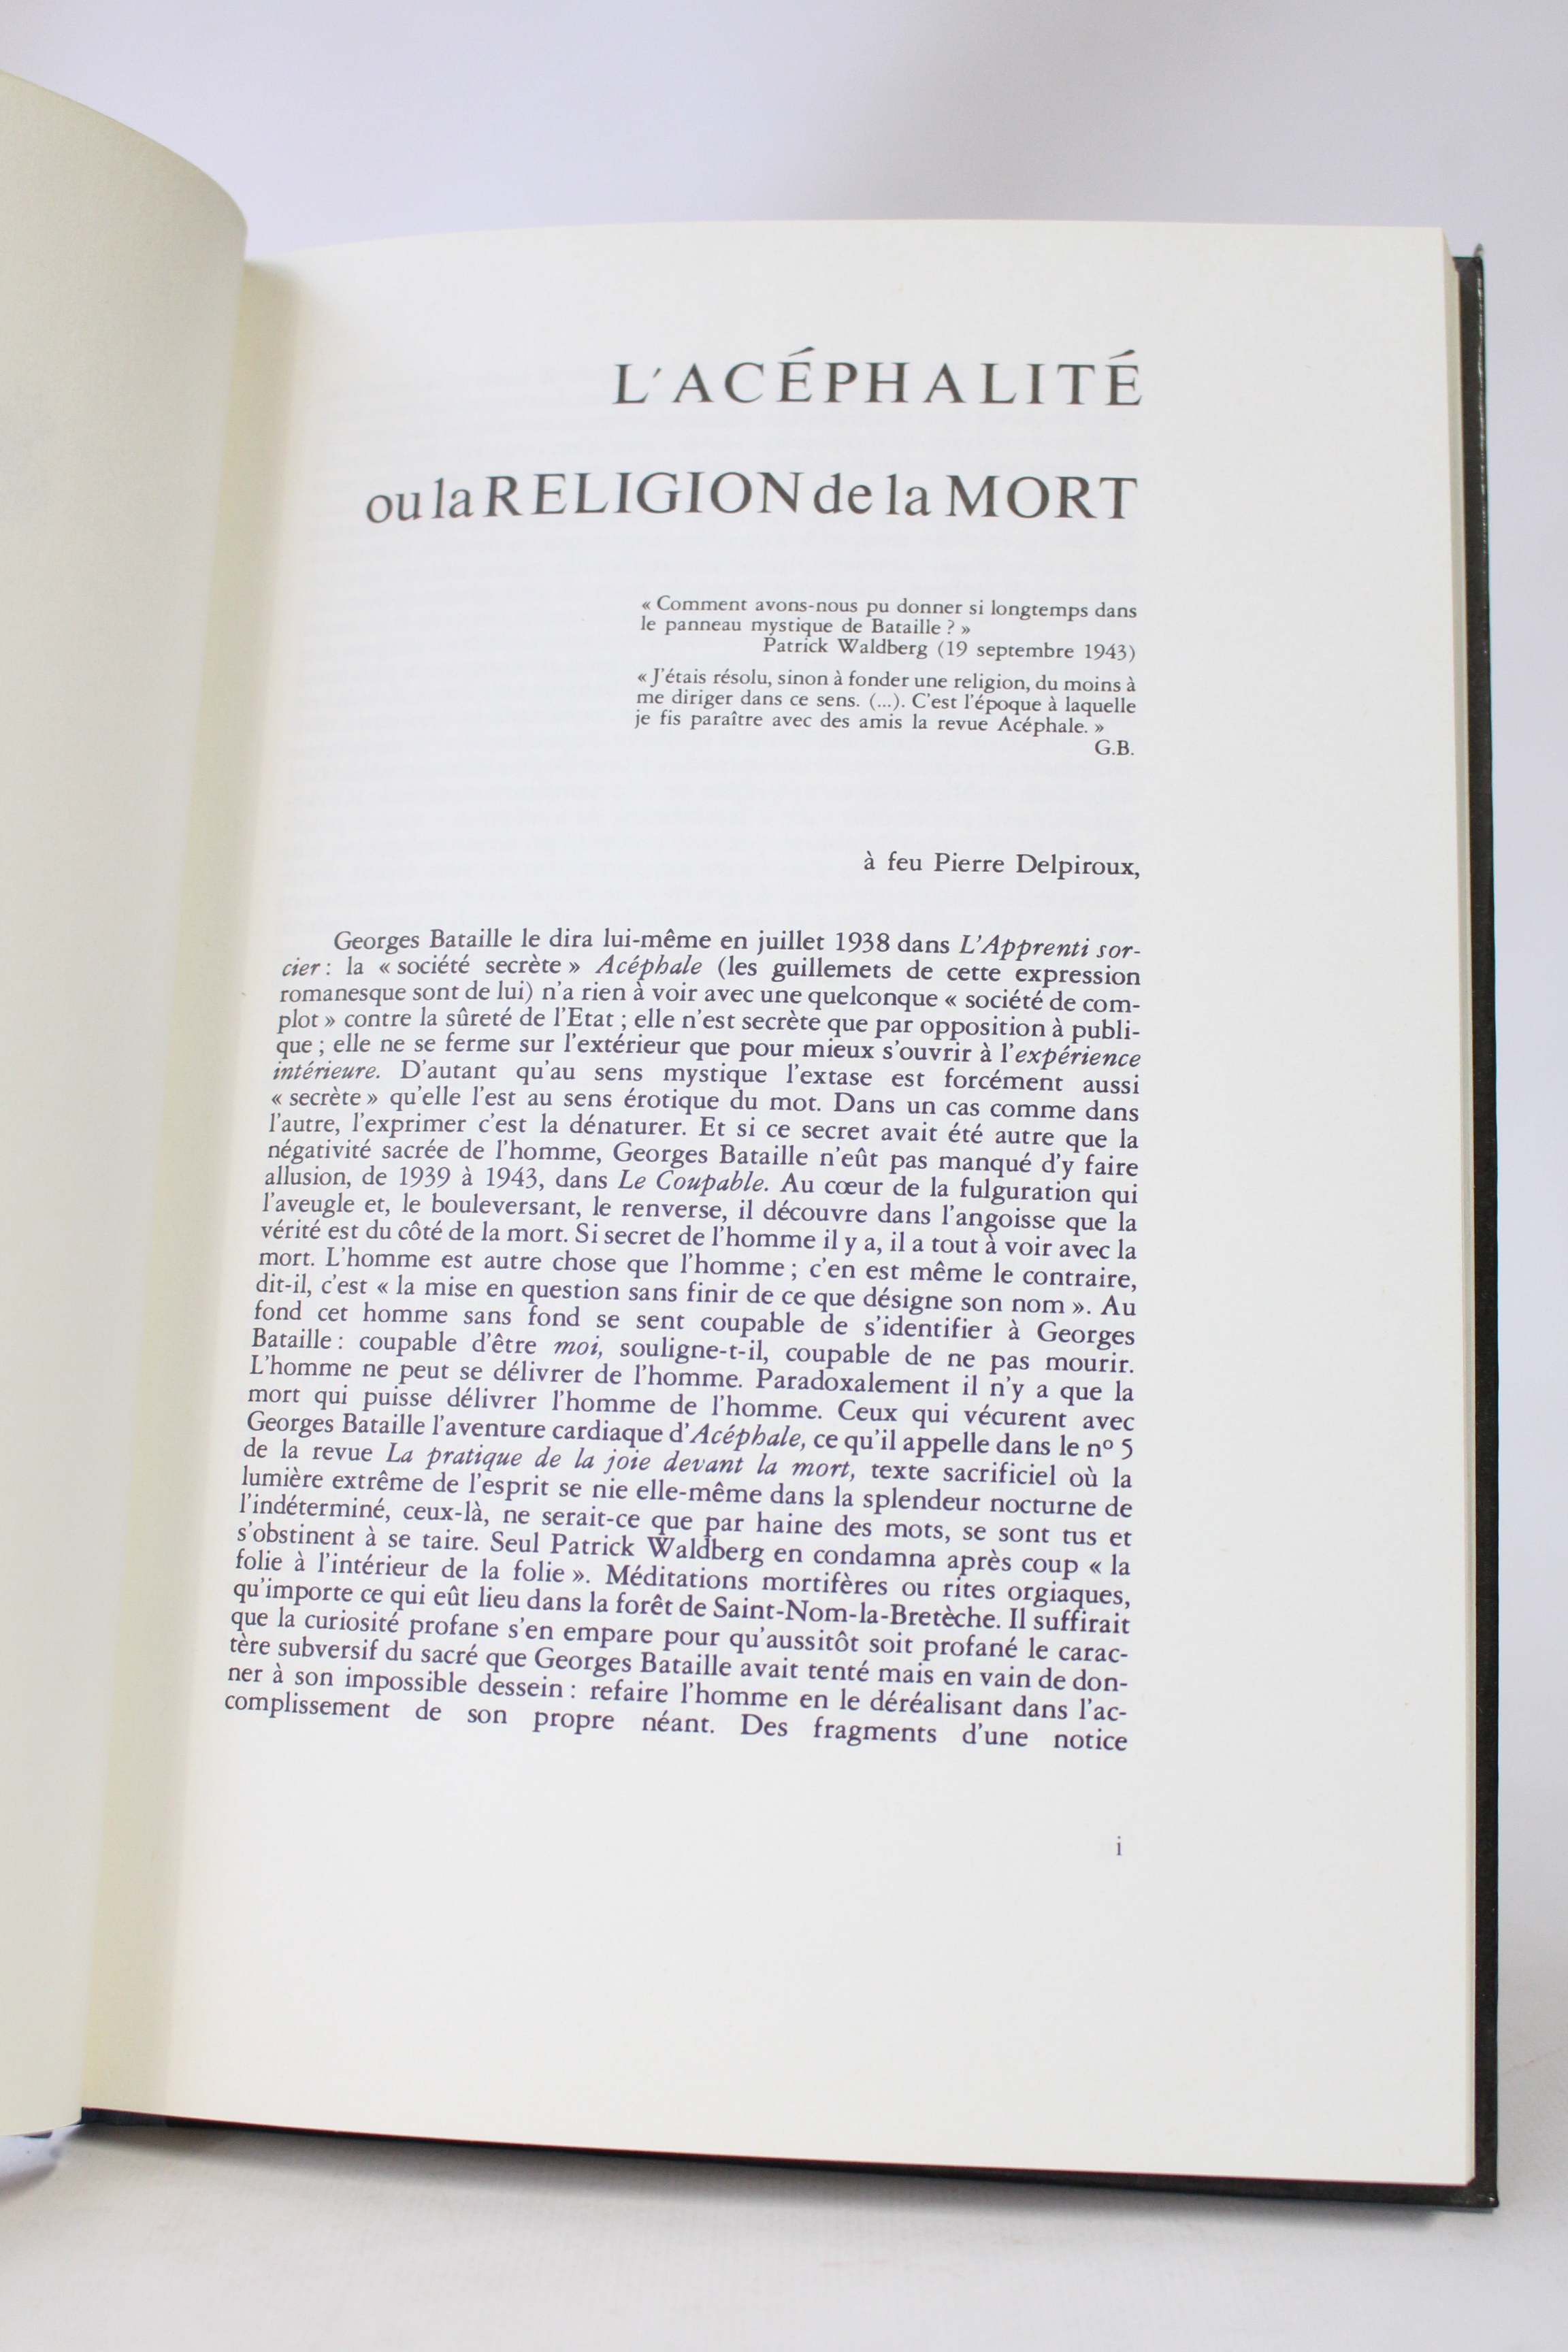 L'ACÉPHALITÉ
ou la RELIGION de la MORT
« Comment avons-nous pu donner si longtemps dans
le panneau mystique de Bataille ? »
Patrick Waldberg (19 septembre 1943)
« J'étais résolu, sinon à fonder une religion, du moins à
me diriger dans ce sens. (...). C'est l'époque à laquelle
je fis paraître avec des amis la revue Acéphale. »
G.B.
à feu Pierre Delpiroux,
Georges Bataille le dira lui-même en juillet 1938 dans L'Apprenti sor-
cier : la « société secrète » Acéphale (les guillemets de cette expression
romanesque sont de lui) n'a rien à voir avec une quelconque « société de com-
plot » contre la sûreté de l'Etat ; elle n'est secrète que par opposition à publi-
que ; elle ne se ferme sur l'extérieur que pour mieux s'ouvrir à l'expérience
intérieure. D'autant qu'au sens mystique l'extase est forcément aussi
« secrète » qu'elle l'est au sens érotique du mot. Dans un cas comme dans
l'autre, l'exprimer c'est la dénaturer. Et si ce secret avait été autre que la
négativité sacrée de l'homme, Georges Bataille n'eût pas manqué d'y faire
allusion, de 1939 à 1943, dans Le Coupable. Au cœur de la fulguration qui
l'aveugle et, le bouleversant, le renverse, il découvre dans l'angoisse que la
vérité est du côté de la mort. Si secret de l'homme il y a, il a tout à voir avec la
mort. L'homme est autre chose que l'homme ; c'en est même le contraire,
dit-il, c'est « la mise en question sans finir de ce que désigne son nom ». Au
fond cet homme sans fond se sent coupable de s'identifier à Georges
Bataille : coupable d'être moi, souligne-t-il, coupable de ne pas mourir.
L'homme ne peut se délivrer de l'homme. Paradoxalement il n'y a que la
mort qui puisse délivrer l'homme de l'homme. Ceux qui vécurent avec
Georges Bataille l'aventure cardiaque d'Acéphale, ce qu'il appelle dans le nº 5
de la revue La pratique de la joie devant la mort, texte sacrificiel où la
lumière extrême de l'esprit se nie elle-même dans la splendeur nocturne de
l'indéterminé, ceux-là, ne serait-ce que par haine des mots, se sont tus et
s'obstinent à se taire. Seul Patrick Waldberg en condamna après coup « la
folie à l'intérieur de la folie ». Méditations mortifères ou rites orgiaques,
qu'importe ce qui eût lieu dans la forêt de Saint-Nom-la-Bretèche. Il suffirait
que la curiosité profane s'en empare pour qu'aussitôt soit profané le carac-
tère subversif du sacré que Georges Bataille avait tenté mais en vain de don-
ner à son impossible dessein : refaire l'homme en le déréalisant dans l'ac-
complissement de son propre néant. Des fragments d'une notice
i